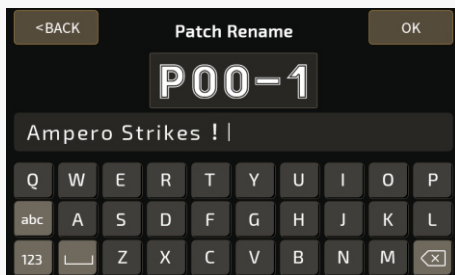 <BACK Patch Rename OK
P00-1
Ampero Strikes !
Q W E R T Y U I O P
abc A S D F G H J K L
123 Z X C V B N M